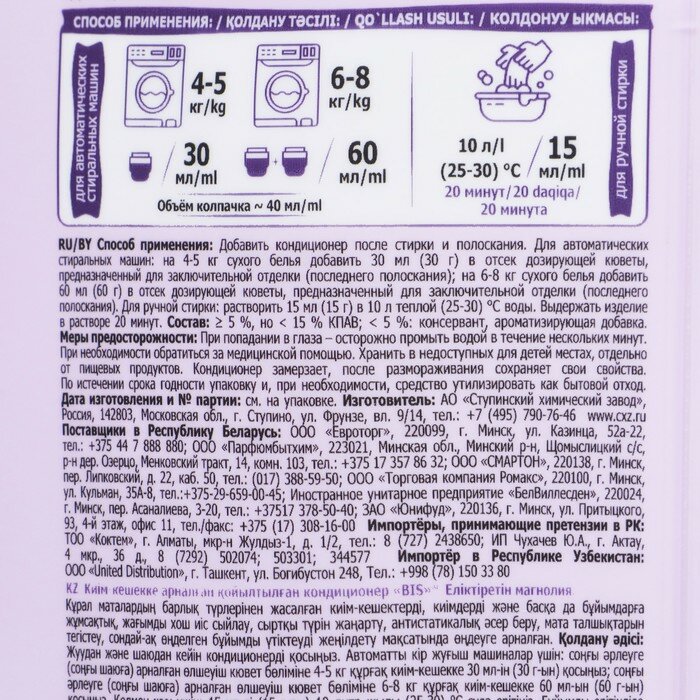 СПОСОБ ПРИМЕНЕНИЯ: / ҚОЛДАНУ ТӘСІЛІ: / QO`LLASH USULI: / КОЛДОНУУ ЫКМАСЫ:
для автоматических
стиральных машин
4-5
кг/kg
6-8
кг/kg
30
мл/ml
+
60
мл/ml
Объём колпачка ~ 40 мл/ml
10 л/l
(25-30) °C
15
мл/ml
20 минут/20 daqiqa/
20 минута
для ручной стирки
RU/BY Способ применения: Добавить кондиционер после стирки и полоскания. Для автоматических
стиральных машин: на 4-5 кг сухого белья добавить 30 мл (30 г) в отсек дозирующей кюветы,
предназначенный для заключительной отделки (последнего полоскания); на 6-8 кг сухого белья добавить
60 мл (60 г) в отсек дозирующей кюветы, предназначенный для заключительной отделки (последнего
полоскания). Для ручной стирки: растворить 15 мл (15 г) в 10 л теплой (25-30) °C воды. Выдержать изделие
в растворе 20 минут. Состав: ≥ 5 %, но < 15 % КПАВ; < 5 %: консервант, ароматизирующая добавка.
Меры предосторожности: При попадании в глаза – осторожно промыть водой в течение нескольких минут.
При необходимости обратиться за медицинской помощью. Хранить в недоступных для детей местах, отдельно
от пищевых продуктов. Кондиционер замерзает, после размораживания сохраняет свои свойства.
По истечении срока годности упаковку и, при необходимости, средство утилизировать как бытовой отход.
Дата изготовления и № партии: см. на упаковке. Изготовитель: АО «Ступинский химический завод»,
Россия, 142803, Московская обл., г. Ступино, ул. Фрунзе, вл. 9/14, тел.: +7 (495) 790-76-46 www.cxz.ru
Поставщики в Республику Беларусь: ООО «Евроторг», 220099, г. Минск, ул. Казинца, 52а-22,
тел.: +375 44 7 888 880; ООО «Парфюмбытхим», 223021, Минская обл., Минский р-н, Щомыслицкий с/с,
р-н дер. Озерцо, Менковский тракт, 14, комн. 103, тел.: +375 17 357 86 32; ООО «СМАРТОН», 220138, г. Минск,
пер. Липковский, д. 22, каб. 50, тел.: (017) 388-59-50; ООО «Торговая компания Ромакс», 220100, г. Минск,
ул. Кульман, 35А-8, тел.:+375-29-659-00-45; Иностранное унитарное предприятие «БелВиллесден», 220024,
г. Минск, пер. Асаналиева, 3-20, тел.: +37517 378-50-40; ЗАО «Юнифуд», 220136, г. Минск, ул. Притыцкого,
93, 4-й этаж, офис 11, тел./факс: +375 (17) 308-16-00 Импортёры, принимающие претензии в РК:
ТОО «Коктем», г. Алматы, мкр-н Жулдыз-1, д. 1/2, тел.: 8 (727) 2438650; ИП Чухачев Ю.А., г. Актау,
4 мкр., 36 д., 8 (7292) 502074; 503301; 344577 Импортёр в Республике Узбекистан:
ООО «United Distribution», г. Ташкент, ул. Богибустон 248, Тел.: +998 (78) 150 33 80
KZ Киім кешекке арналған қойылтылған кондиционер «BIS» Еліктіретін магнолия
Құрал маталардың барлық түрлерінен жасалған киім-кешектерді, киімдерді және басқа да бұйымдарға
жұмсақтық, жағымды хош иіс сыйлау, сыртқы түрін жаңарту, антистатикалық әсер беру, мата талшықтарын
тегістеу, сондай-ақ өнделген бұйымды үтіктеуді жеңілдету мақсатында өңдеуге арналған. Қолдану әдісі:
Жуудан және шаюдан кейін кондиционерді қосыңыз. Автоматты кір жуғыш машиналар үшін: соңғы әрлеуге
(соңғы шаюға) арналған өлшеуіш кювет бөліміне 4-5 кг құрғақ киім-кешекке 30 мл-ін (30 г-ын) қосыңыз; соңғы
әрлеуге (соңғы шаюға) арналған өлшеуіш кювет бөліміне 6-8 кг құрғақ киім-кешекке 60 мл-ін (60 г-ын)